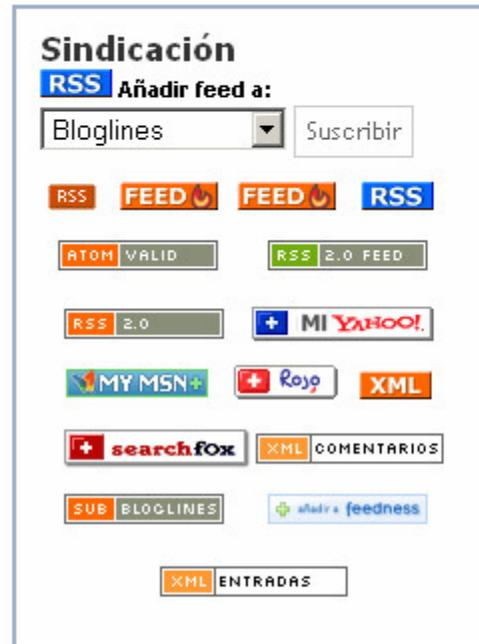 Sindicación
RSS Añadir feed a:
Bloglines Suscribir
RSS FEED FEED RSS
ATOM VALID RSS 2.0 FEED
RSS 2.0 MI YAHOO!
MY MSN+ Rojo XML
searchfox XML COMENTARIOS
SUB BLOGLINES añadir a feedness
XML ENTRADAS